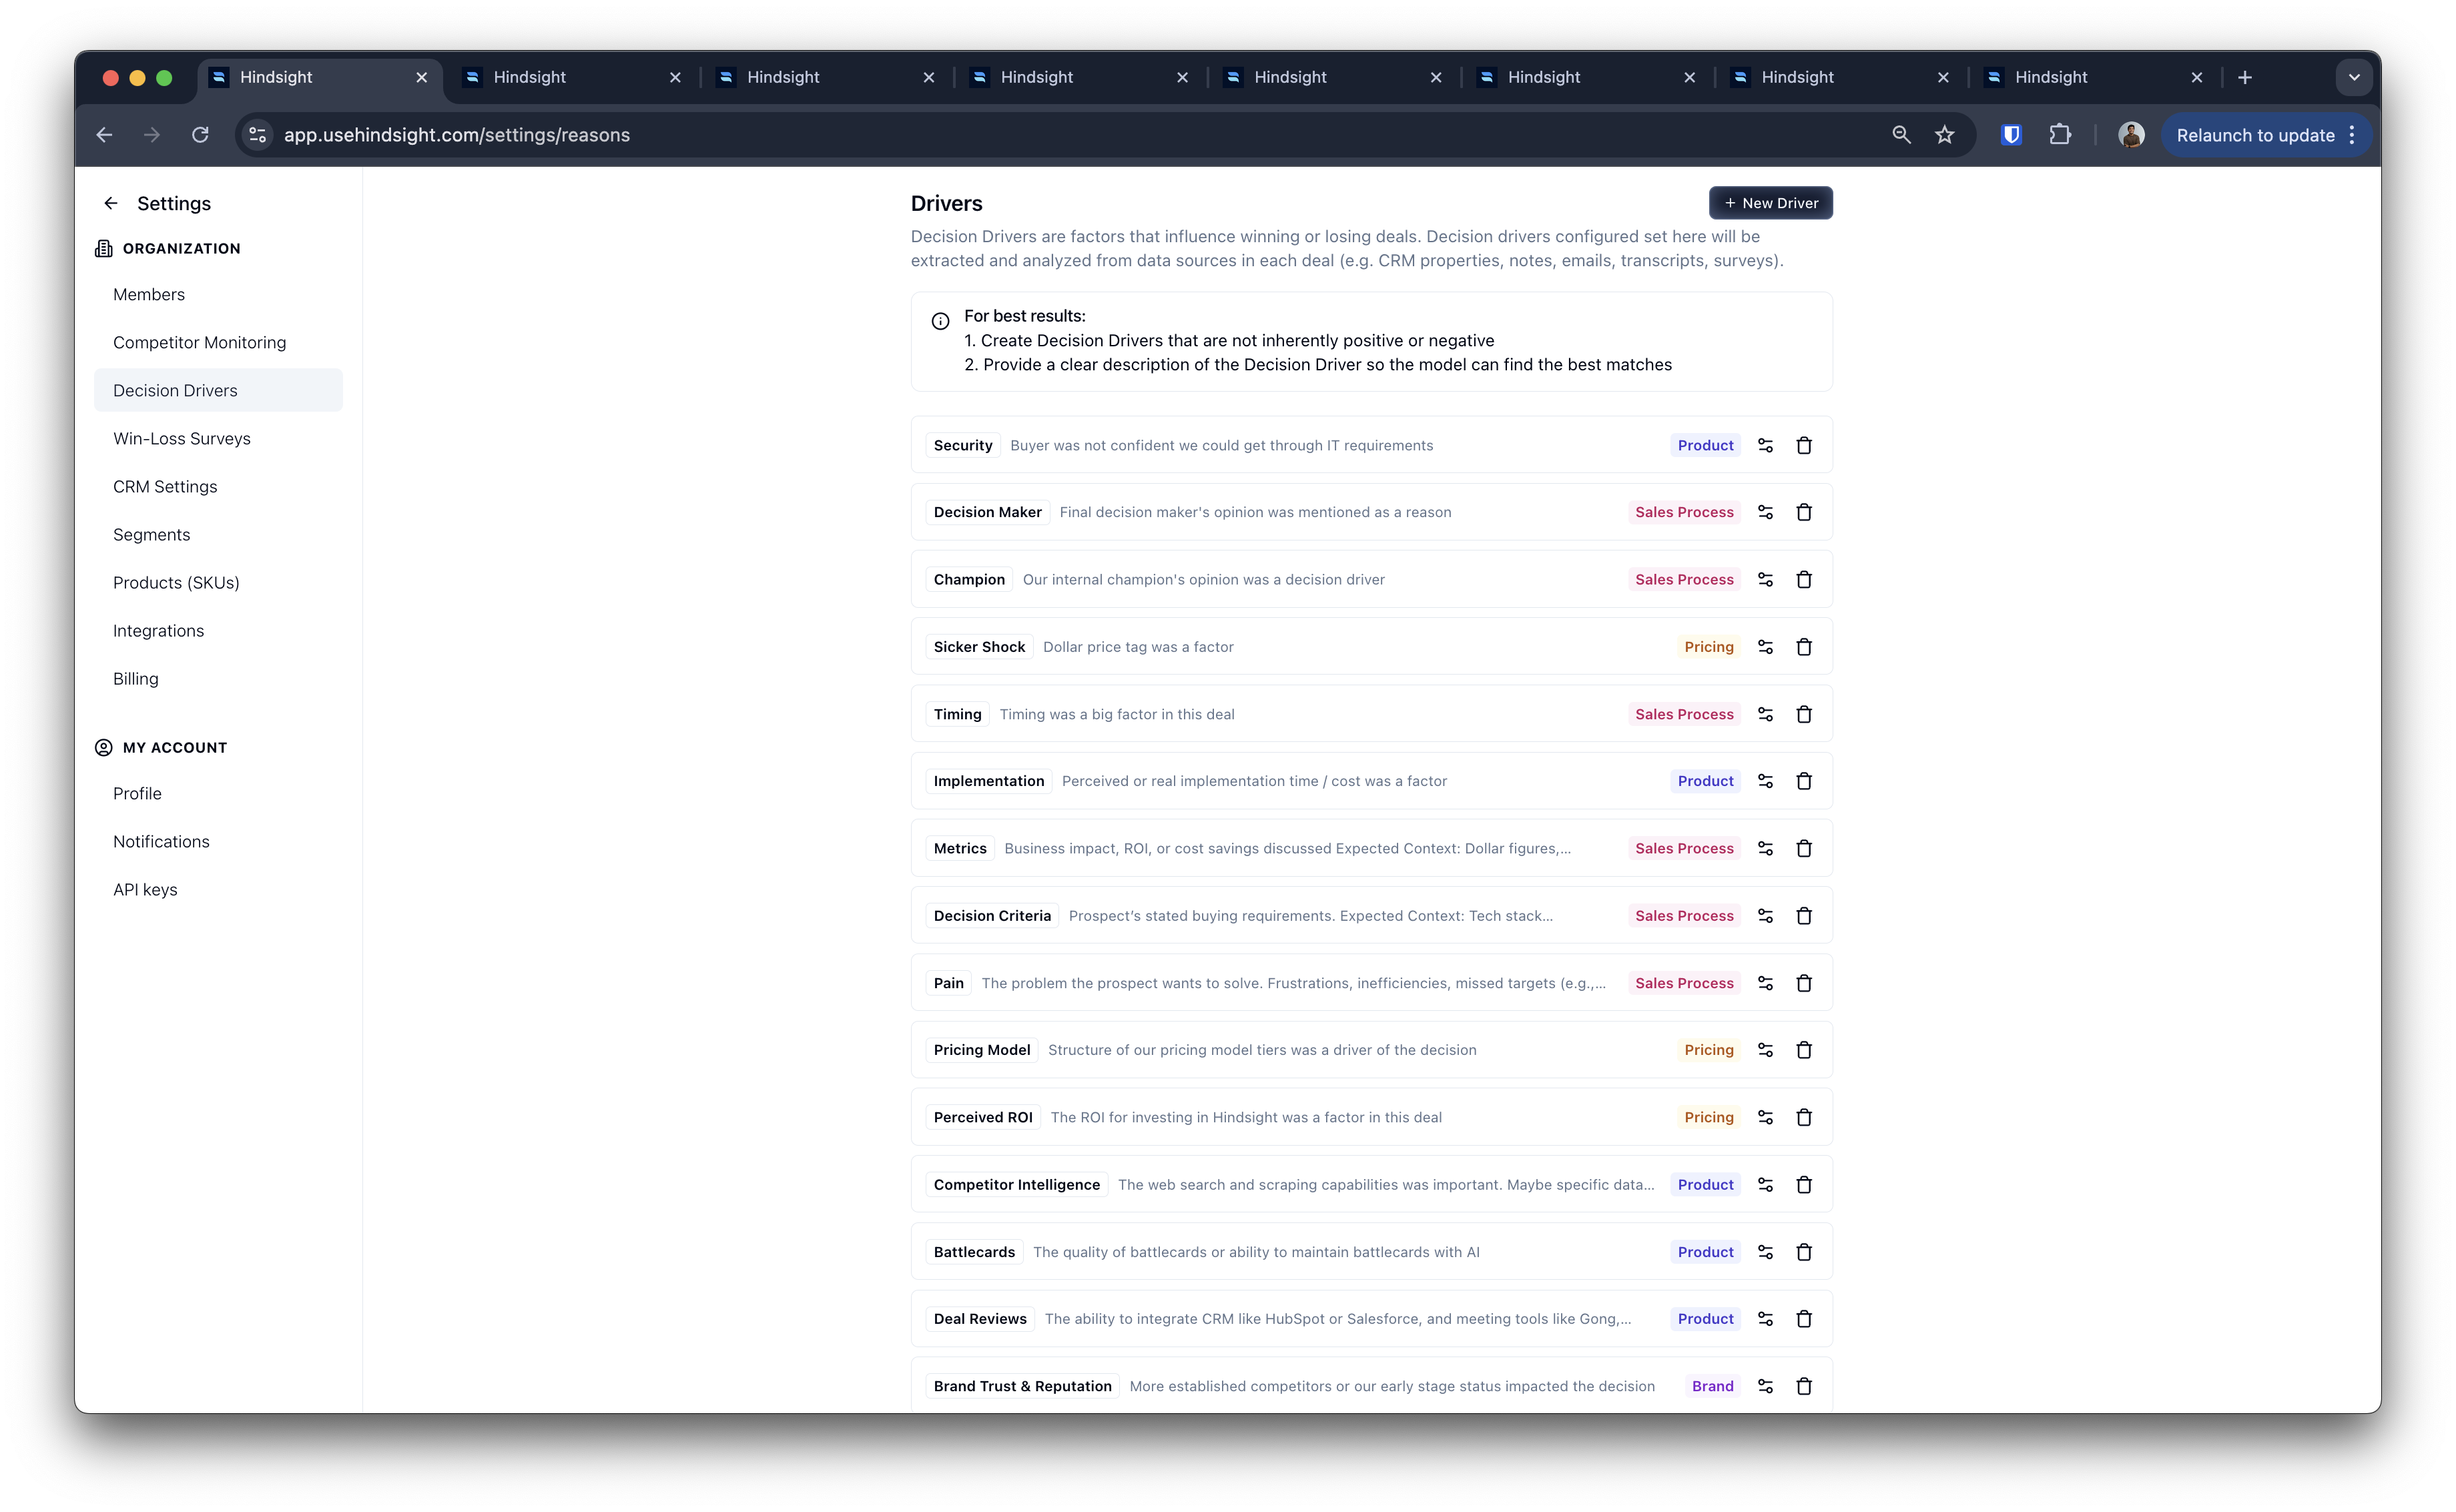 Hindsight
Hindsight
Hindsight
Hindsight
Hindsight
Hindsight
Hindsight
Hindsight
app.usehindsight.com/settings/reasons
Relaunch to update
Settings
ORGANIZATION
Members
Competitor Monitoring
Decision Drivers
Win-Loss Surveys
CRM Settings
Segments
Products (SKUs)
Integrations
Billing
MY ACCOUNT
Profile
Notifications
API keys
Drivers
+ New Driver
Decision Drivers are factors that influence winning or losing deals. Decision drivers configured set here will be
extracted and analyzed from data sources in each deal (e.g. CRM properties, notes, emails, transcripts, surveys).
For best results:
1. Create Decision Drivers that are not inherently positive or negative
2. Provide a clear description of the Decision Driver so the model can find the best matches
Security Buyer was not confident we could get through IT requirements Product
Decision Maker Final decision maker's opinion was mentioned as a reason Sales Process
Champion Our internal champion's opinion was a decision driver Sales Process
Sicker Shock Dollar price tag was a factor Pricing
Timing Timing was a big factor in this deal Sales Process
Implementation Perceived or real implementation time / cost was a factor Product
Metrics Business impact, ROI, or cost savings discussed Expected Context: Dollar figures,... Sales Process
Decision Criteria Prospect’s stated buying requirements. Expected Context: Tech stack... Sales Process
Pain The problem the prospect wants to solve. Frustrations, inefficiencies, missed targets (e.g.,... Sales Process
Pricing Model Structure of our pricing model tiers was a driver of the decision Pricing
Perceived ROI The ROI for investing in Hindsight was a factor in this deal Pricing
Competitor Intelligence The web search and scraping capabilities was important. Maybe specific data... Product
Battlecards The quality of battlecards or ability to maintain battlecards with AI Product
Deal Reviews The ability to integrate CRM like HubSpot or Salesforce, and meeting tools like Gong,... Product
Brand Trust & Reputation More established competitors or our early stage status impacted the decision Brand